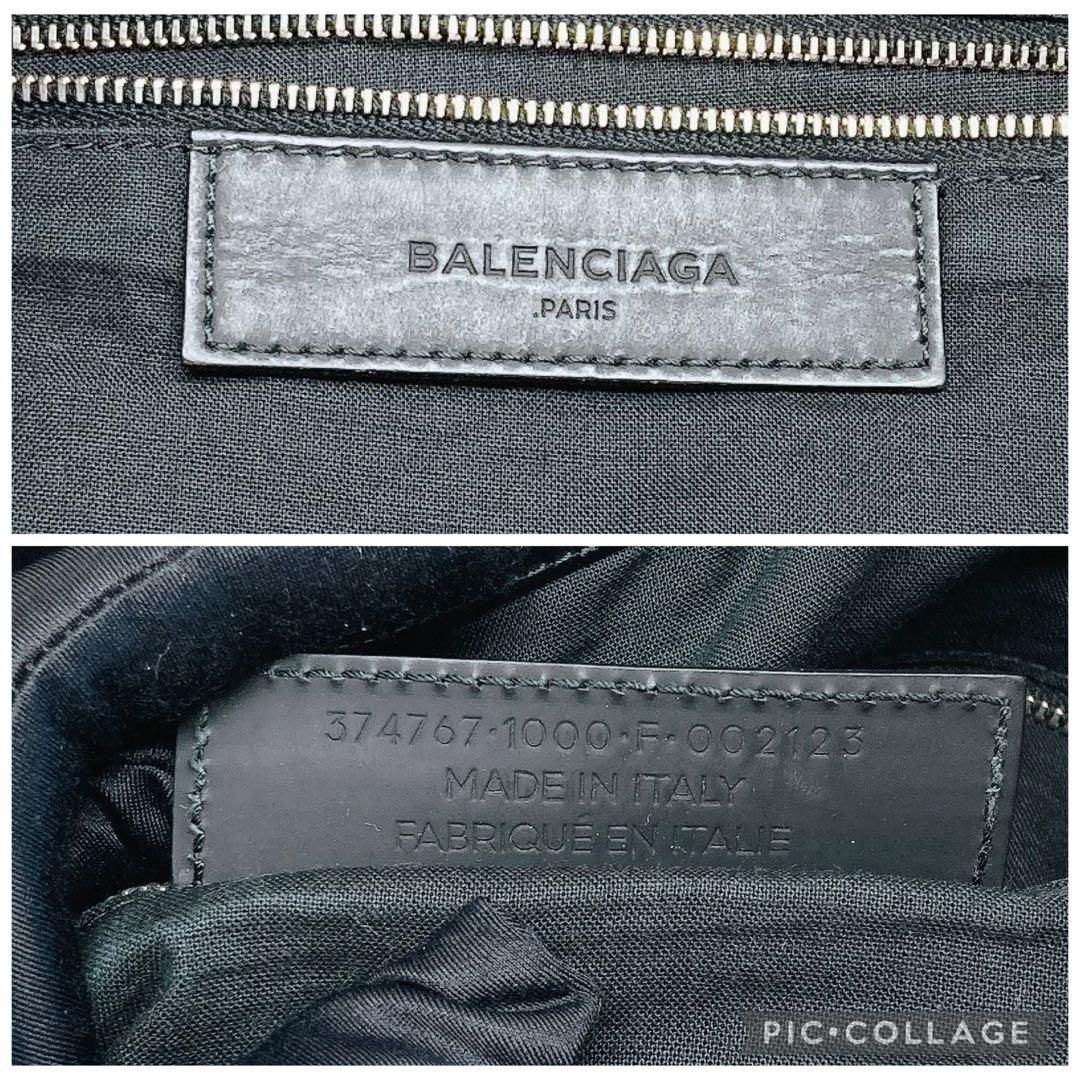 BALENCIAGA
.PARIS
374767·1000·F·002123
MADE IN ITALY
FABRIQUÉ EN ITALIE
PIC•COLLAGE